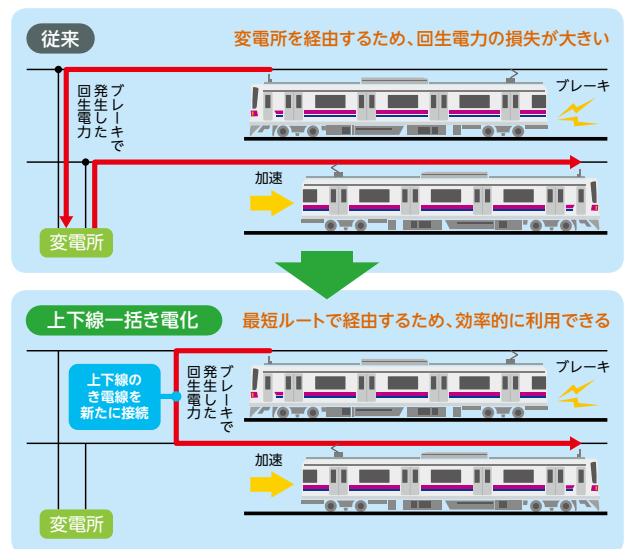 従来
変電所を経由するため、回生電力の損失が大きい
ブレーキで
発生した
回生電力
ブレーキ
加速
変電所
上下線一括き電化
最短ルートで経由するため、効率的に利用できる
上下線の
き電線を
新たに接続
ブレーキで
発生した
回生電力
ブレーキ
加速
変電所